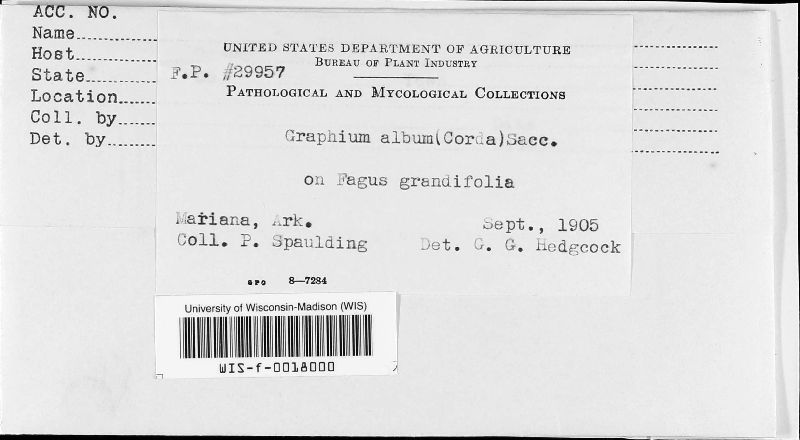 ACC. NO.
Name
Host
State
Location
Coll. by
Det. by
UNITED STATES DEPARTMENT OF AGRICULTURE
BUREAU OF PLANT INDUSTRY
F.P. #29957
PATHOLOGICAL AND MYCOLOGICAL COLLECTIONS
Graphium album(Corda)Sacc.
on Fagus grandifolia
Mariana, Ark. Sept., 1905
Coll. P. Spaulding Det. G. G. Hedgcock
GPO 8—7284
University of Wisconsin-Madison (WIS)
WIS-f-0018000